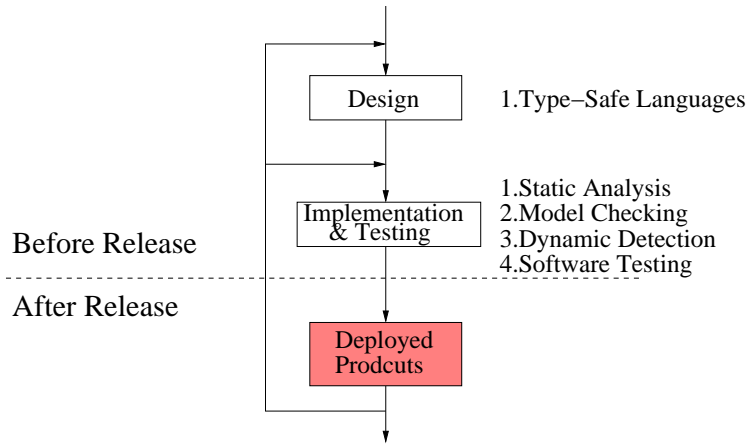 Design
1.Type–Safe Languages
Implementation
& Testing
1.Static Analysis
2.Model Checking
3.Dynamic Detection
4.Software Testing
Before Release
After Release
Deployed
Prodcuts